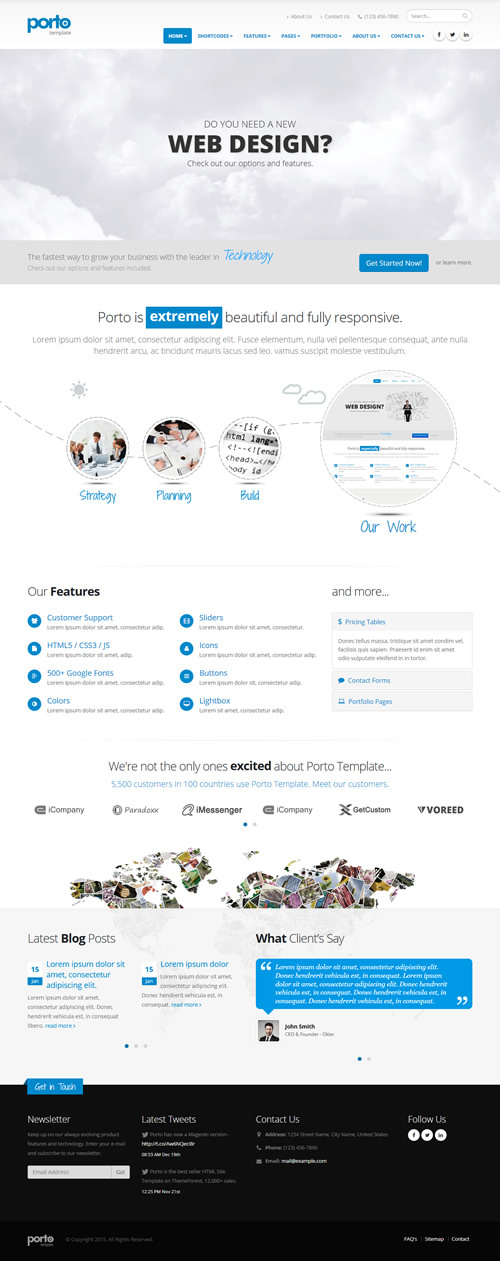 porto
template
About Us
Contact Us
(123) 456-7890
Search...
HOME
SHORTCODES
FEATURES
PAGES
PORTFOLIO
ABOUT US
CONTACT US
DO YOU NEED A NEW
WEB DESIGN?
Check out our options and features.
The fastest way to grow your business with the leader in Technology
Check out our options and features included.
Get Started Now!
or learn more.
Porto is extremely beautiful and fully responsive.
Lorem ipsum dolor sit amet, consectetur adipiscing elit. Fusce elementum, nulla vel pellentesque consequat, ante nulla
hendrerit arcu, ac tincidunt mauris lacus sed leo. vamus suscipit molestie vestibulum.
<!--[if (g
html lang=
<!--<![endi
<head>
body id
WEB DESIGN?
Strategy
Planning
Build
Our Work
Our Features
Customer Support
Lorem ipsum dolor sit amet, consectetur adip.
HTML5 / CSS3 / JS
Lorem ipsum dolor sit amet, adip.
500+ Google Fonts
Lorem ipsum dolor sit amet, consectetur adip.
Colors
Lorem ipsum dolor sit amet, consectetur adip.
Sliders
Lorem ipsum dolor sit amet, consectetur.
Icons
Lorem ipsum dolor sit amet, consectetur adip.
Buttons
Lorem ipsum dolor sit, consectetur adip.
Lightbox
Lorem ipsum dolor sit amet, consectetur adip.
and more...
Pricing Tables
Donec tellus massa, tristique sit amet condim vel,
facilisis quis sapien. Praesent id enim sit amet
odio vulputate eleifend in in tortor.
Contact Forms
Portfolio Pages
We're not the only ones excited about Porto Template...
5,500 customers in 100 countries use Porto Template. Meet our customers.
iCompany
Paradoxx
iMessenger
iCompany
GetCustom
VOREED
Latest Blog Posts
15
Jan
Lorem ipsum dolor sit
amet, consectetur
adipiscing elit.
Lorem ipsum dolor sit amet,
consectetur adipiscing elit. Donec
hendrerit vehicula est, in consequat
libero. read more
15
Jan
Lorem ipsum dolor
Lorem ipsum dolor sit amet,
consectetur adipiscing elit.
Donec hendrerit vehicula est, in
consequat. read more
What Client's Say
Lorem ipsum dolor sit amet, consectetur adipiscing elit.
Donec hendrerit vehicula est, in consequat. Donec hendrerit
vehicula est, in consequat. Donec hendrerit vehicula est, in
consequat. Donec hendrerit vehicula est, in consequat.
John Smith
CEO & Founder - Okler
Get in Touch
Newsletter
Keep up on our always evolving product
features and technology. Enter your e-mail
and subscribe to our newsletter.
Email Address
Go!
Latest Tweets
Porto has now a Magento version -
08:53 AM Dec 19th
Porto is the best seller HTML Site
Template on ThemeForest, 12.000+ sales.
12:25 PM Nov 21st
Contact Us
Address: 1234 Street Name, City Name, United States
Phone: (123) 456-7890
Email: mail@example.com
Follow Us
porto
template
© Copyright 2015. All Rights Reserved.
FAQ's
Sitemap
Contact